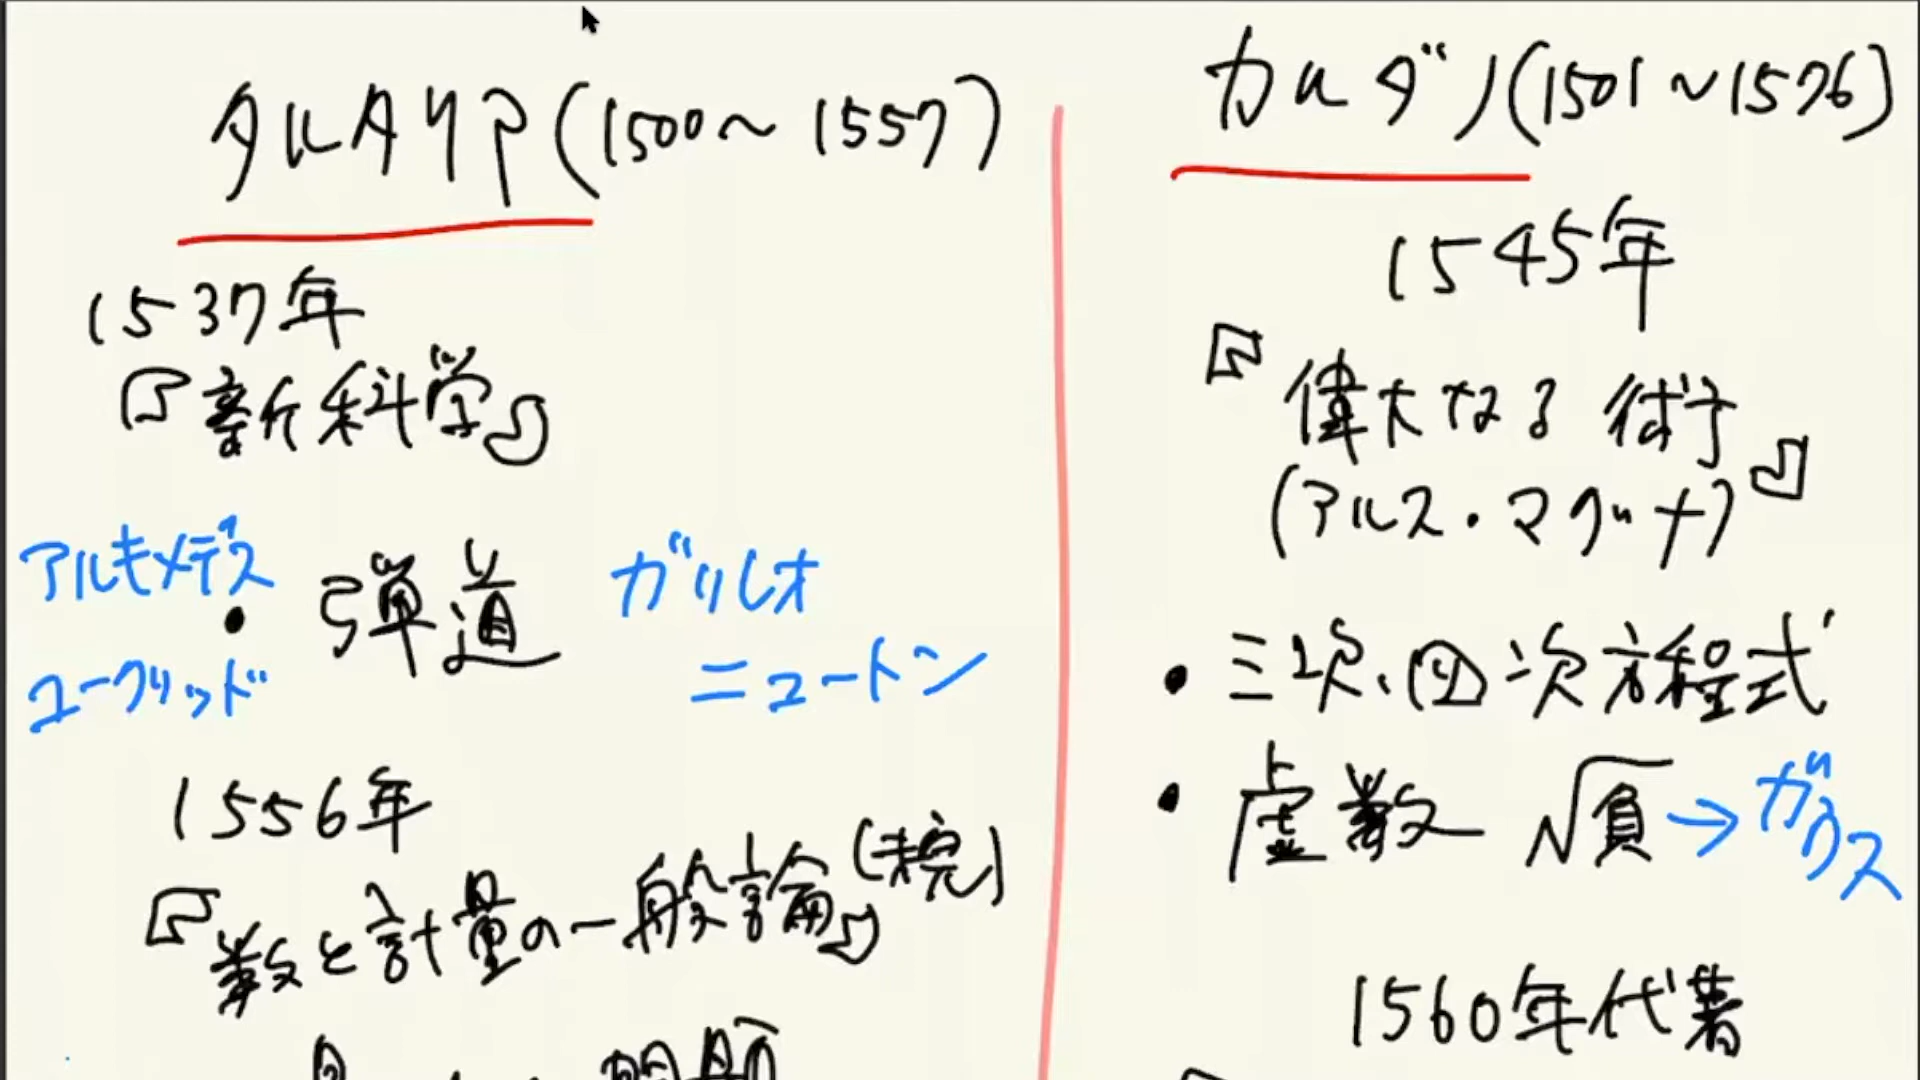 タルタリア(1500〜1557)
1537年
『新科学』
アルキメデス
ユークリッド
・弾道
ガリレオ
ニュートン
1556年
『数と計量の一般論』(未完)
問題
カルダノ(1501〜1576)
1545年
『偉大なる術』
(アルス・マグナ)
・三次、四次方程式
・虚数 √負→ガウス
1560年代著